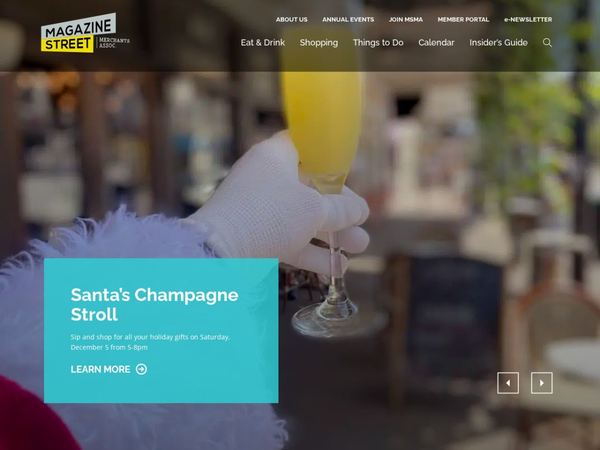 MAGAZINE
STREET
MERCHANTS
ASSOC.
ABOUT US
ANNUAL EVENTS
JOIN MSMA
MEMBER PORTAL
e-NEWSLETTER
Eat & Drink
Shopping
Things to Do
Calendar
Insider's Guide
Santa's Champagne
Stroll
Sip and shop for all your holiday gifts on Saturday,
December 5 from 5-8pm
LEARN MORE